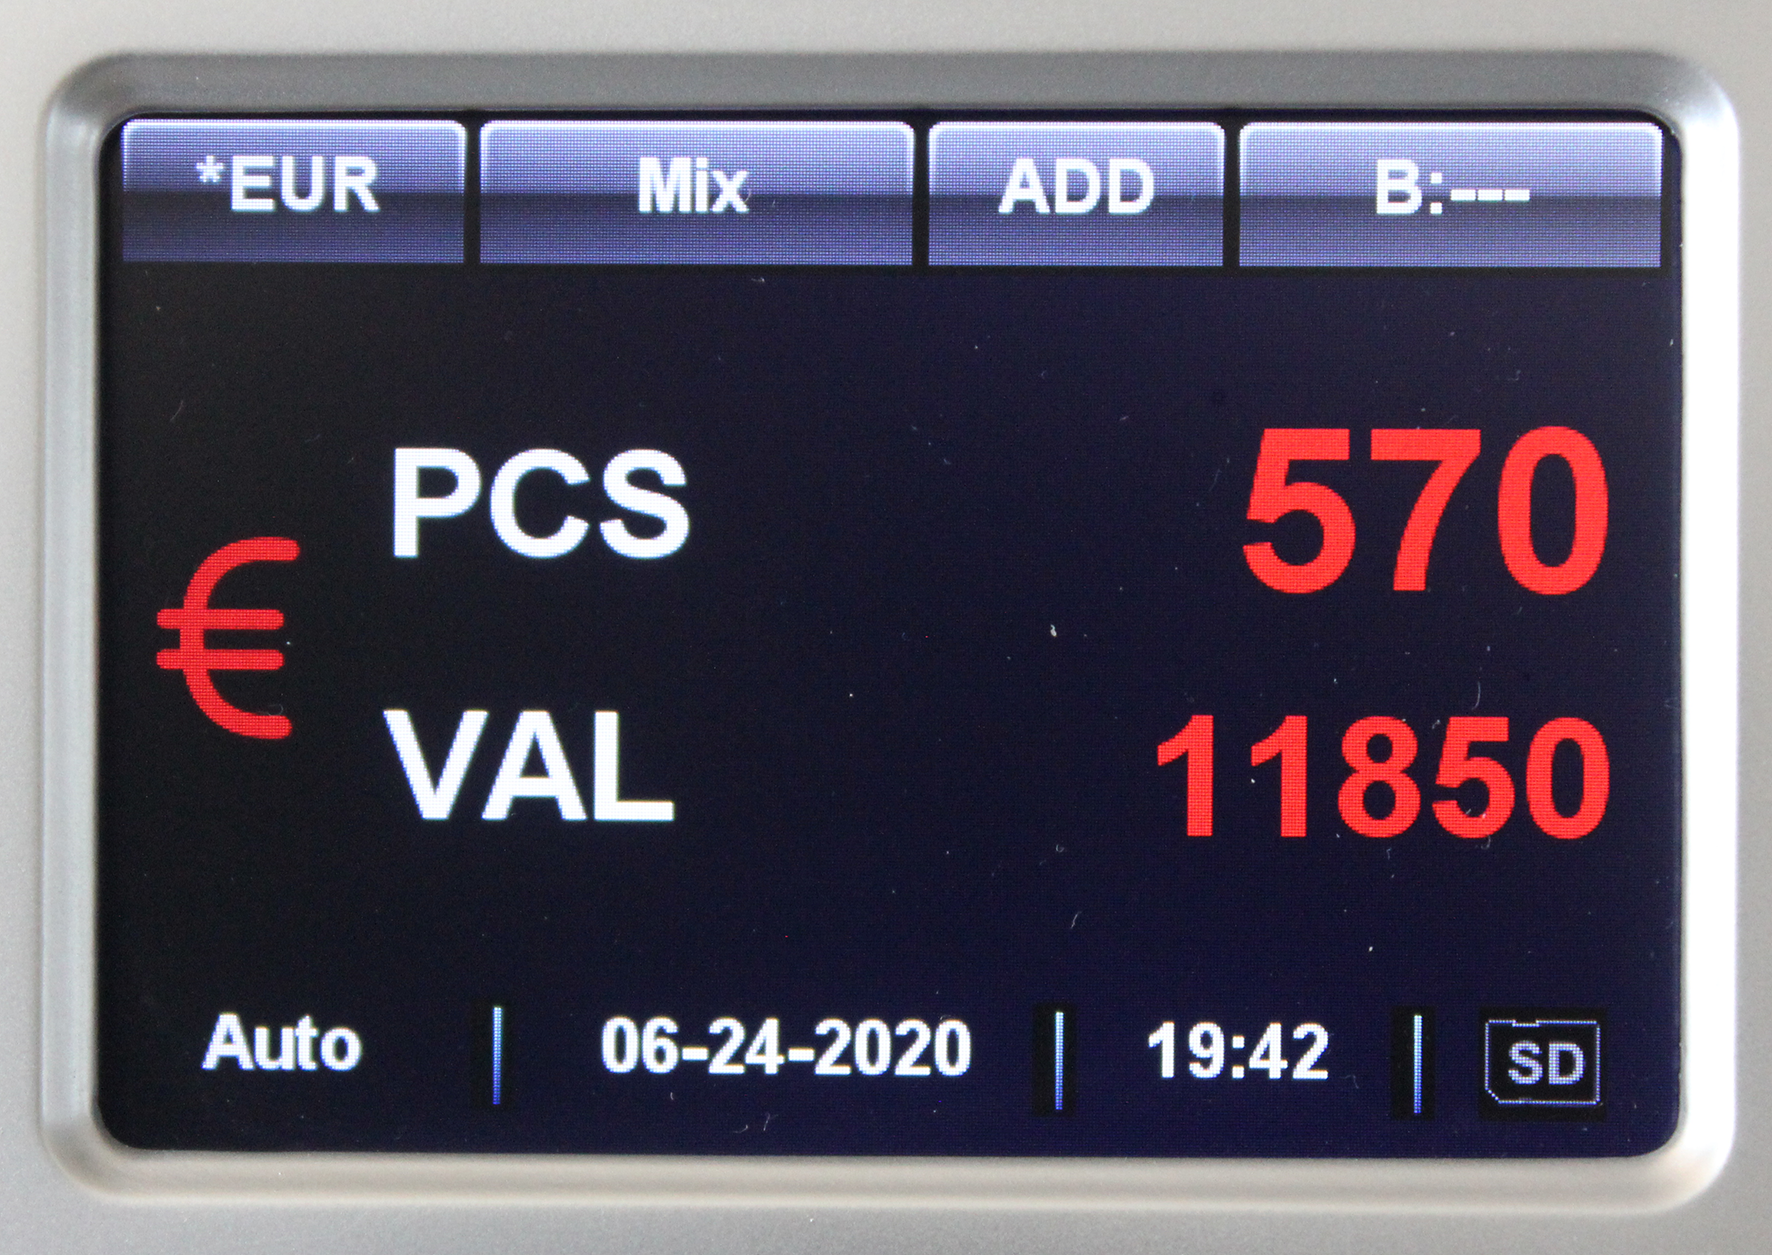 *EUR Mix ADD B:---
PCS 570
€
VAL 11850
Auto 06-24-2020 19:42 SD